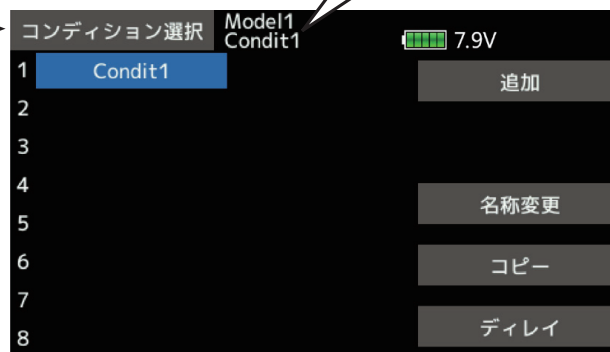 コンディション選択
Model1
Condit1
7.9V
1 Condit1
追加
2
3
4
名称変更
5
6
コピー
7
ディレイ
8